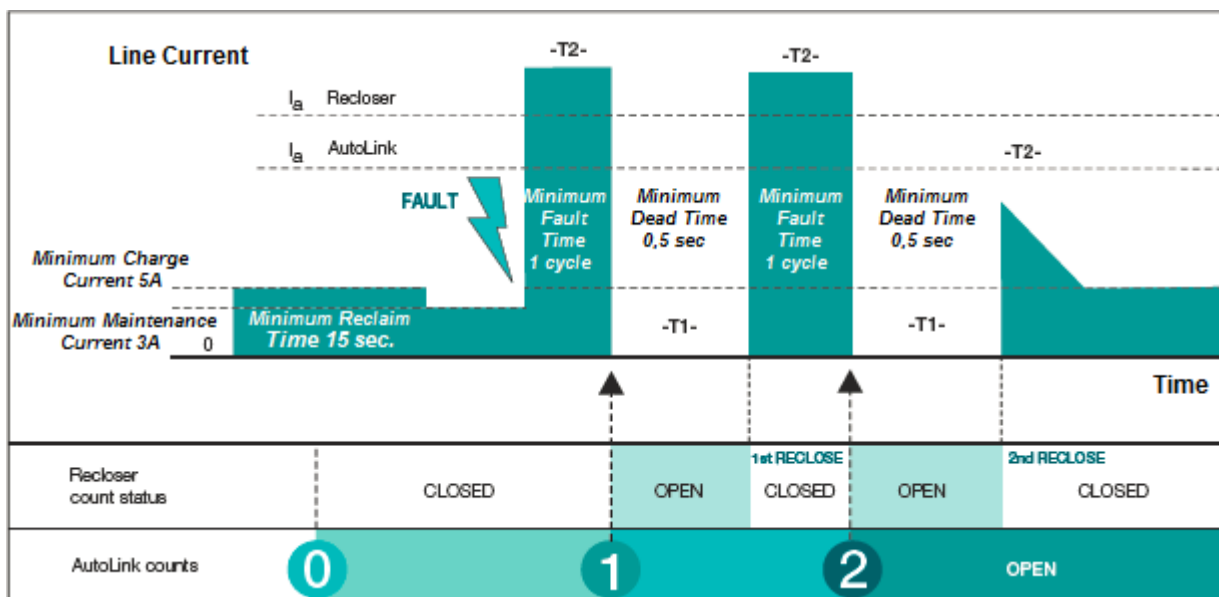 Line Current
-T2-
-T2-
Ia Recloser
Ia AutoLink
-T2-
FAULT
Minimum
Fault
Time
1 cycle
Minimum
Dead Time
0,5 sec
Minimum
Fault
Time
1 cycle
Minimum
Dead Time
0,5 sec
Minimum Charge
Current 5A
Minimum Maintenance
Current 3A
0
Minimum Reclaim
Time 15 sec.
-T1-
-T1-
Time
Recloser
count status
CLOSED
OPEN
1st RECLOSE
CLOSED
OPEN
2nd RECLOSE
CLOSED
AutoLink counts
0
1
2
OPEN